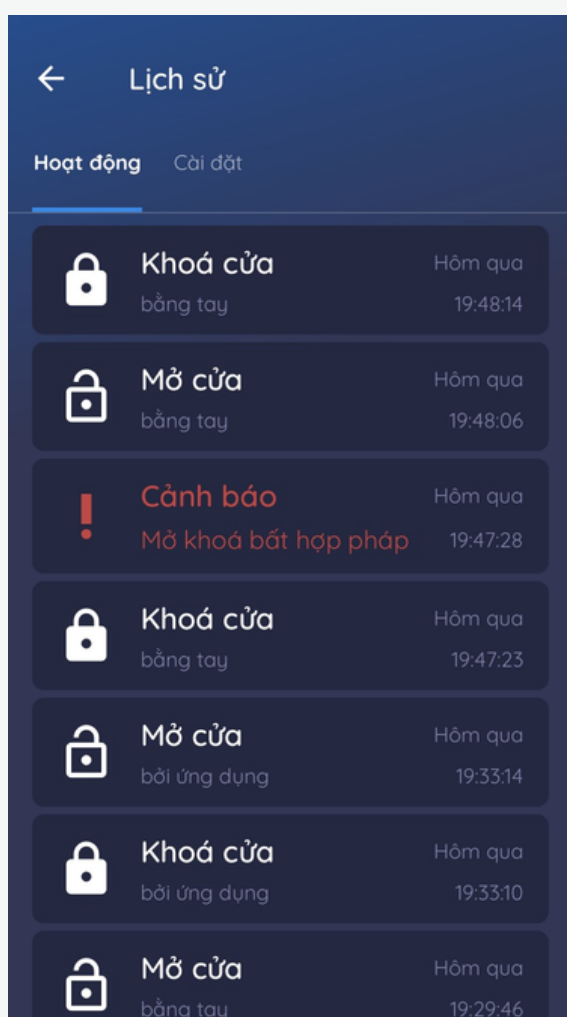 Lịch sử
Hoạt động Cài đặt
Khoá cửa Hôm qua
bằng tay 19:48:14
Mở cửa Hôm qua
bằng tay 19:48:06
Cảnh báo Hôm qua
Mở khoá bất hợp pháp 19:47:28
Khoá cửa Hôm qua
bằng tay 19:47:23
Mở cửa Hôm qua
bởi ứng dụng 19:33:14
Khoá cửa Hôm qua
bởi ứng dụng 19:33:10
Mở cửa Hôm qua
bằng tay 19:29:46